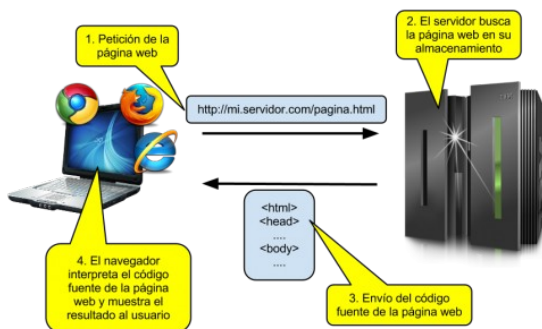 1. Petición de la
página web
2. El servidor busca
la página web en su
almacenamiento
http://mi.servidor.com/pagina.html
<html>
<head>
....
<body>
....
4. El navegador
interpreta el código
fuente de la página
web y muestra el
resultado al usuario
3. Envío del código
fuente de la página web